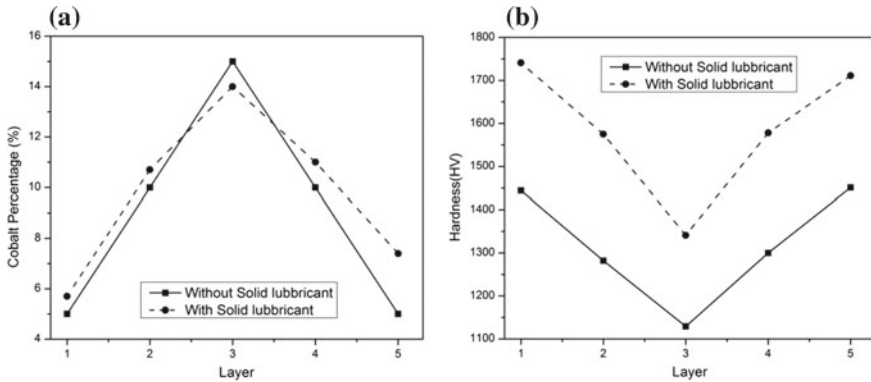 (a)
16
14
12
10
8
6
4
Cobalt Percentage (%)
Without Solid lubbricant
With Solid lubbricant
1 2 3 4 5
Layer
(b)
1800
1700
1600
1500
1400
1300
1200
1100
Hardness(HV)
Without Solid lubbricant
With Solid lubbricant
1 2 3 4 5
Layer